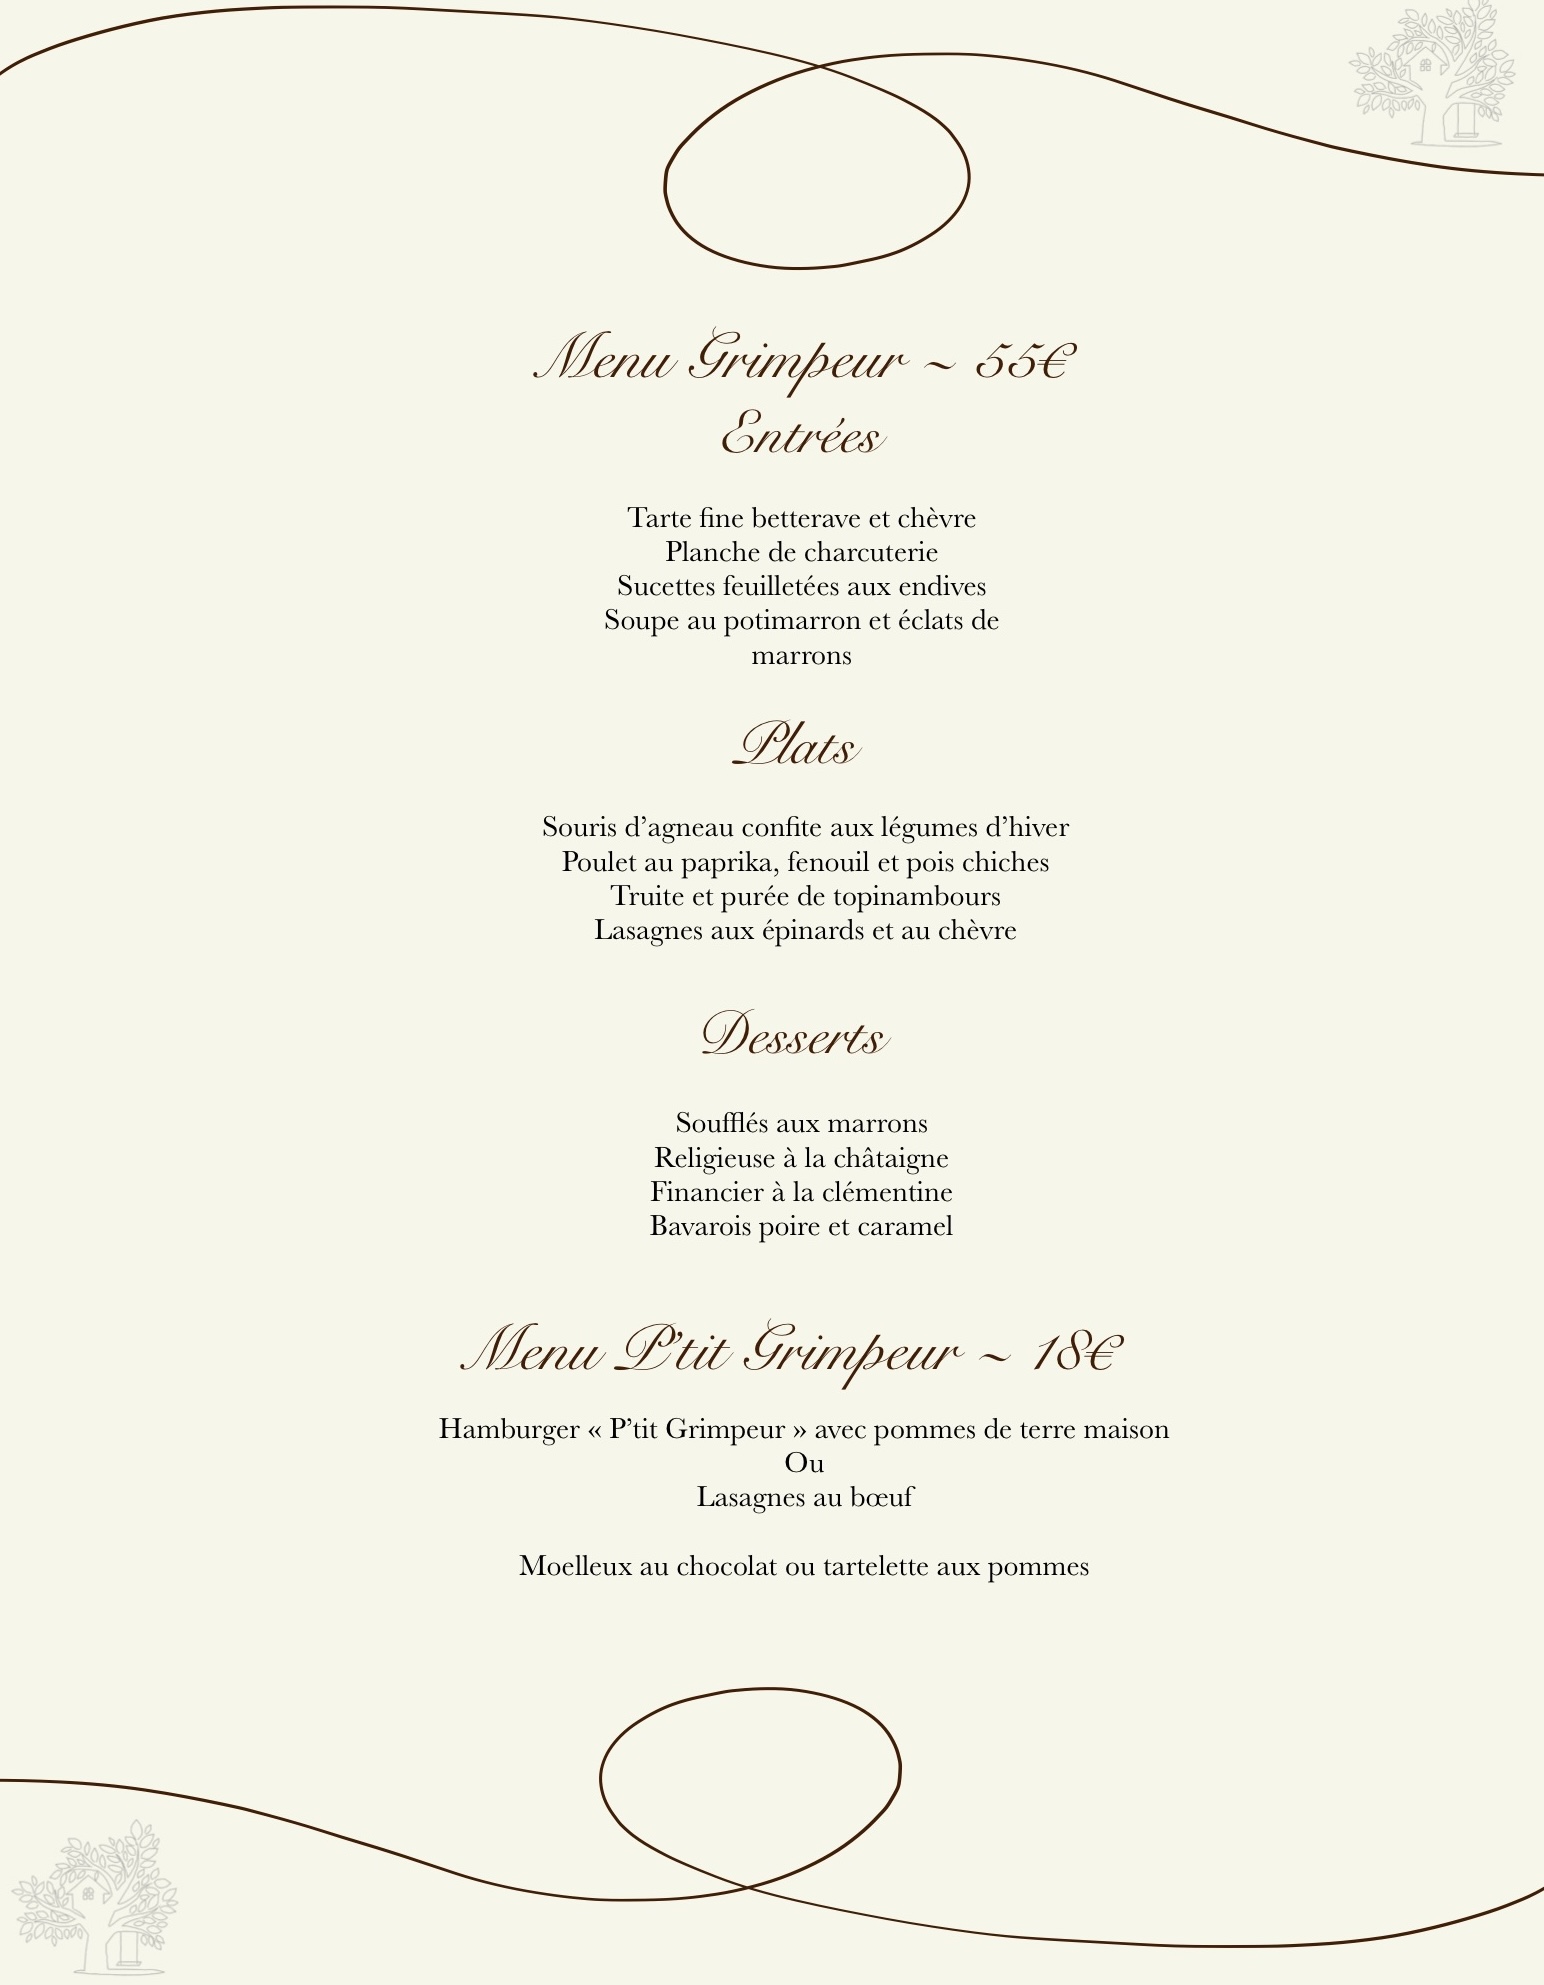 Menu Grimpeur ~ 55€
Entrées
Tarte fine betterave et chèvre
Planche de charcuterie
Sucettes feuilletées aux endives
Soupe au potimarron et éclats de
marrons
Plats
Souris d’agneau confite aux légumes d’hiver
Poulet au paprika, fenouil et pois chiches
Truite et purée de topinambours
Lasagnes aux épinards et au chèvre
Desserts
Soufflés aux marrons
Religieuse à la châtaigne
Financier à la clémentine
Bavarois poire et caramel
Menu P’tit Grimpeur ~ 18€
Hamburger « P’tit Grimpeur » avec pommes de terre maison
Ou
Lasagnes au bœuf
Moelleux au chocolat ou tartelette aux pommes